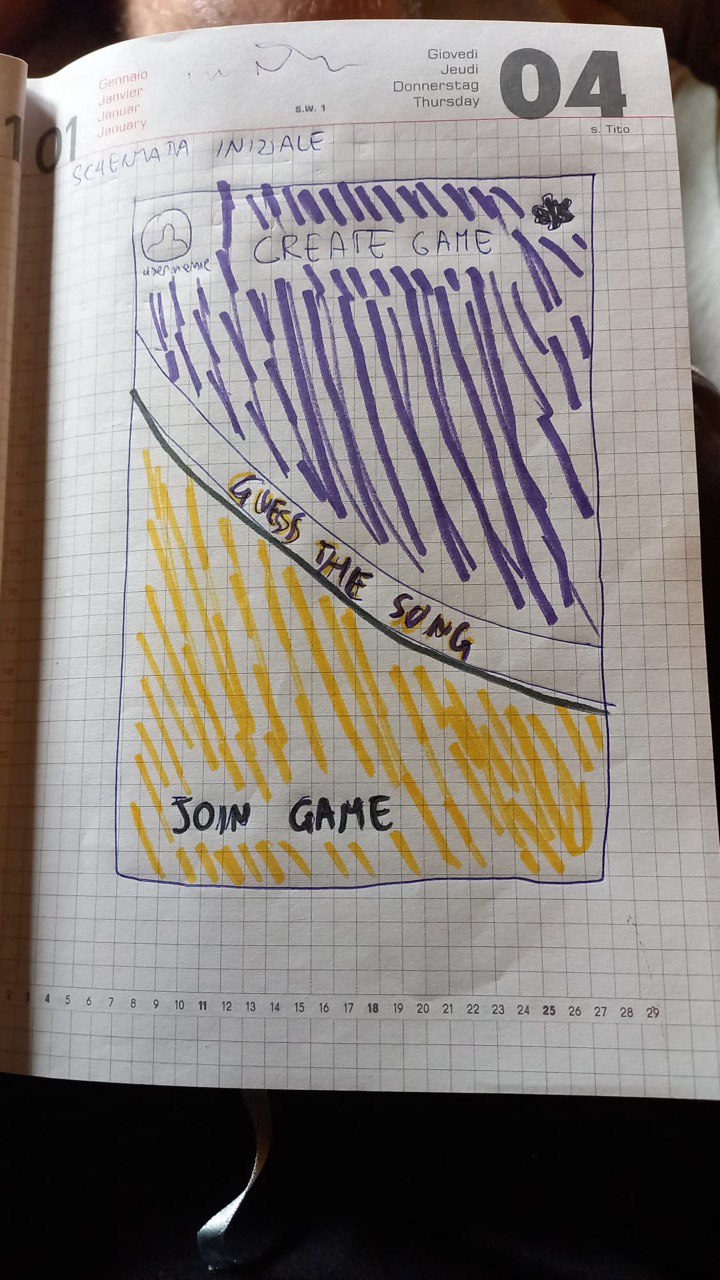 Gennaio
Janvier
Januar
January
s.w. 1
Giovedì
Jeudi
Donnerstag
Thursday
04
s. Tito
01
SCHERMATA INIZIALE
username
CREATE GAME
GUESS THE SONG
JOIN GAME
2 3 4 5 6 7 8 9 10 11 12 13 14 15 16 17 18 19 20 21 22 23 24 25 26 27 28 29